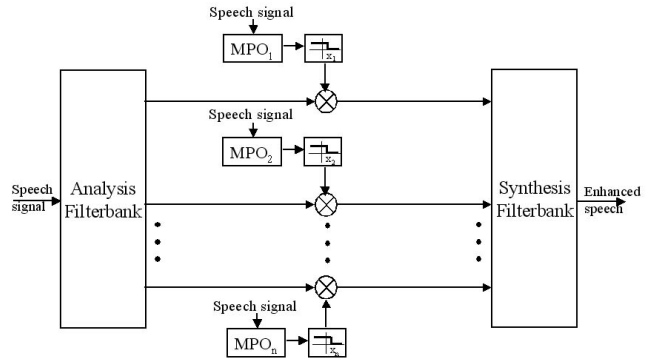 Speech signal
MPO1
x1
Speech signal
MPO2
x2
Speech
signal
Analysis
Filterbank
Synthesis
Filterbank
Enhanced
speech
Speech signal
MPOn
xn